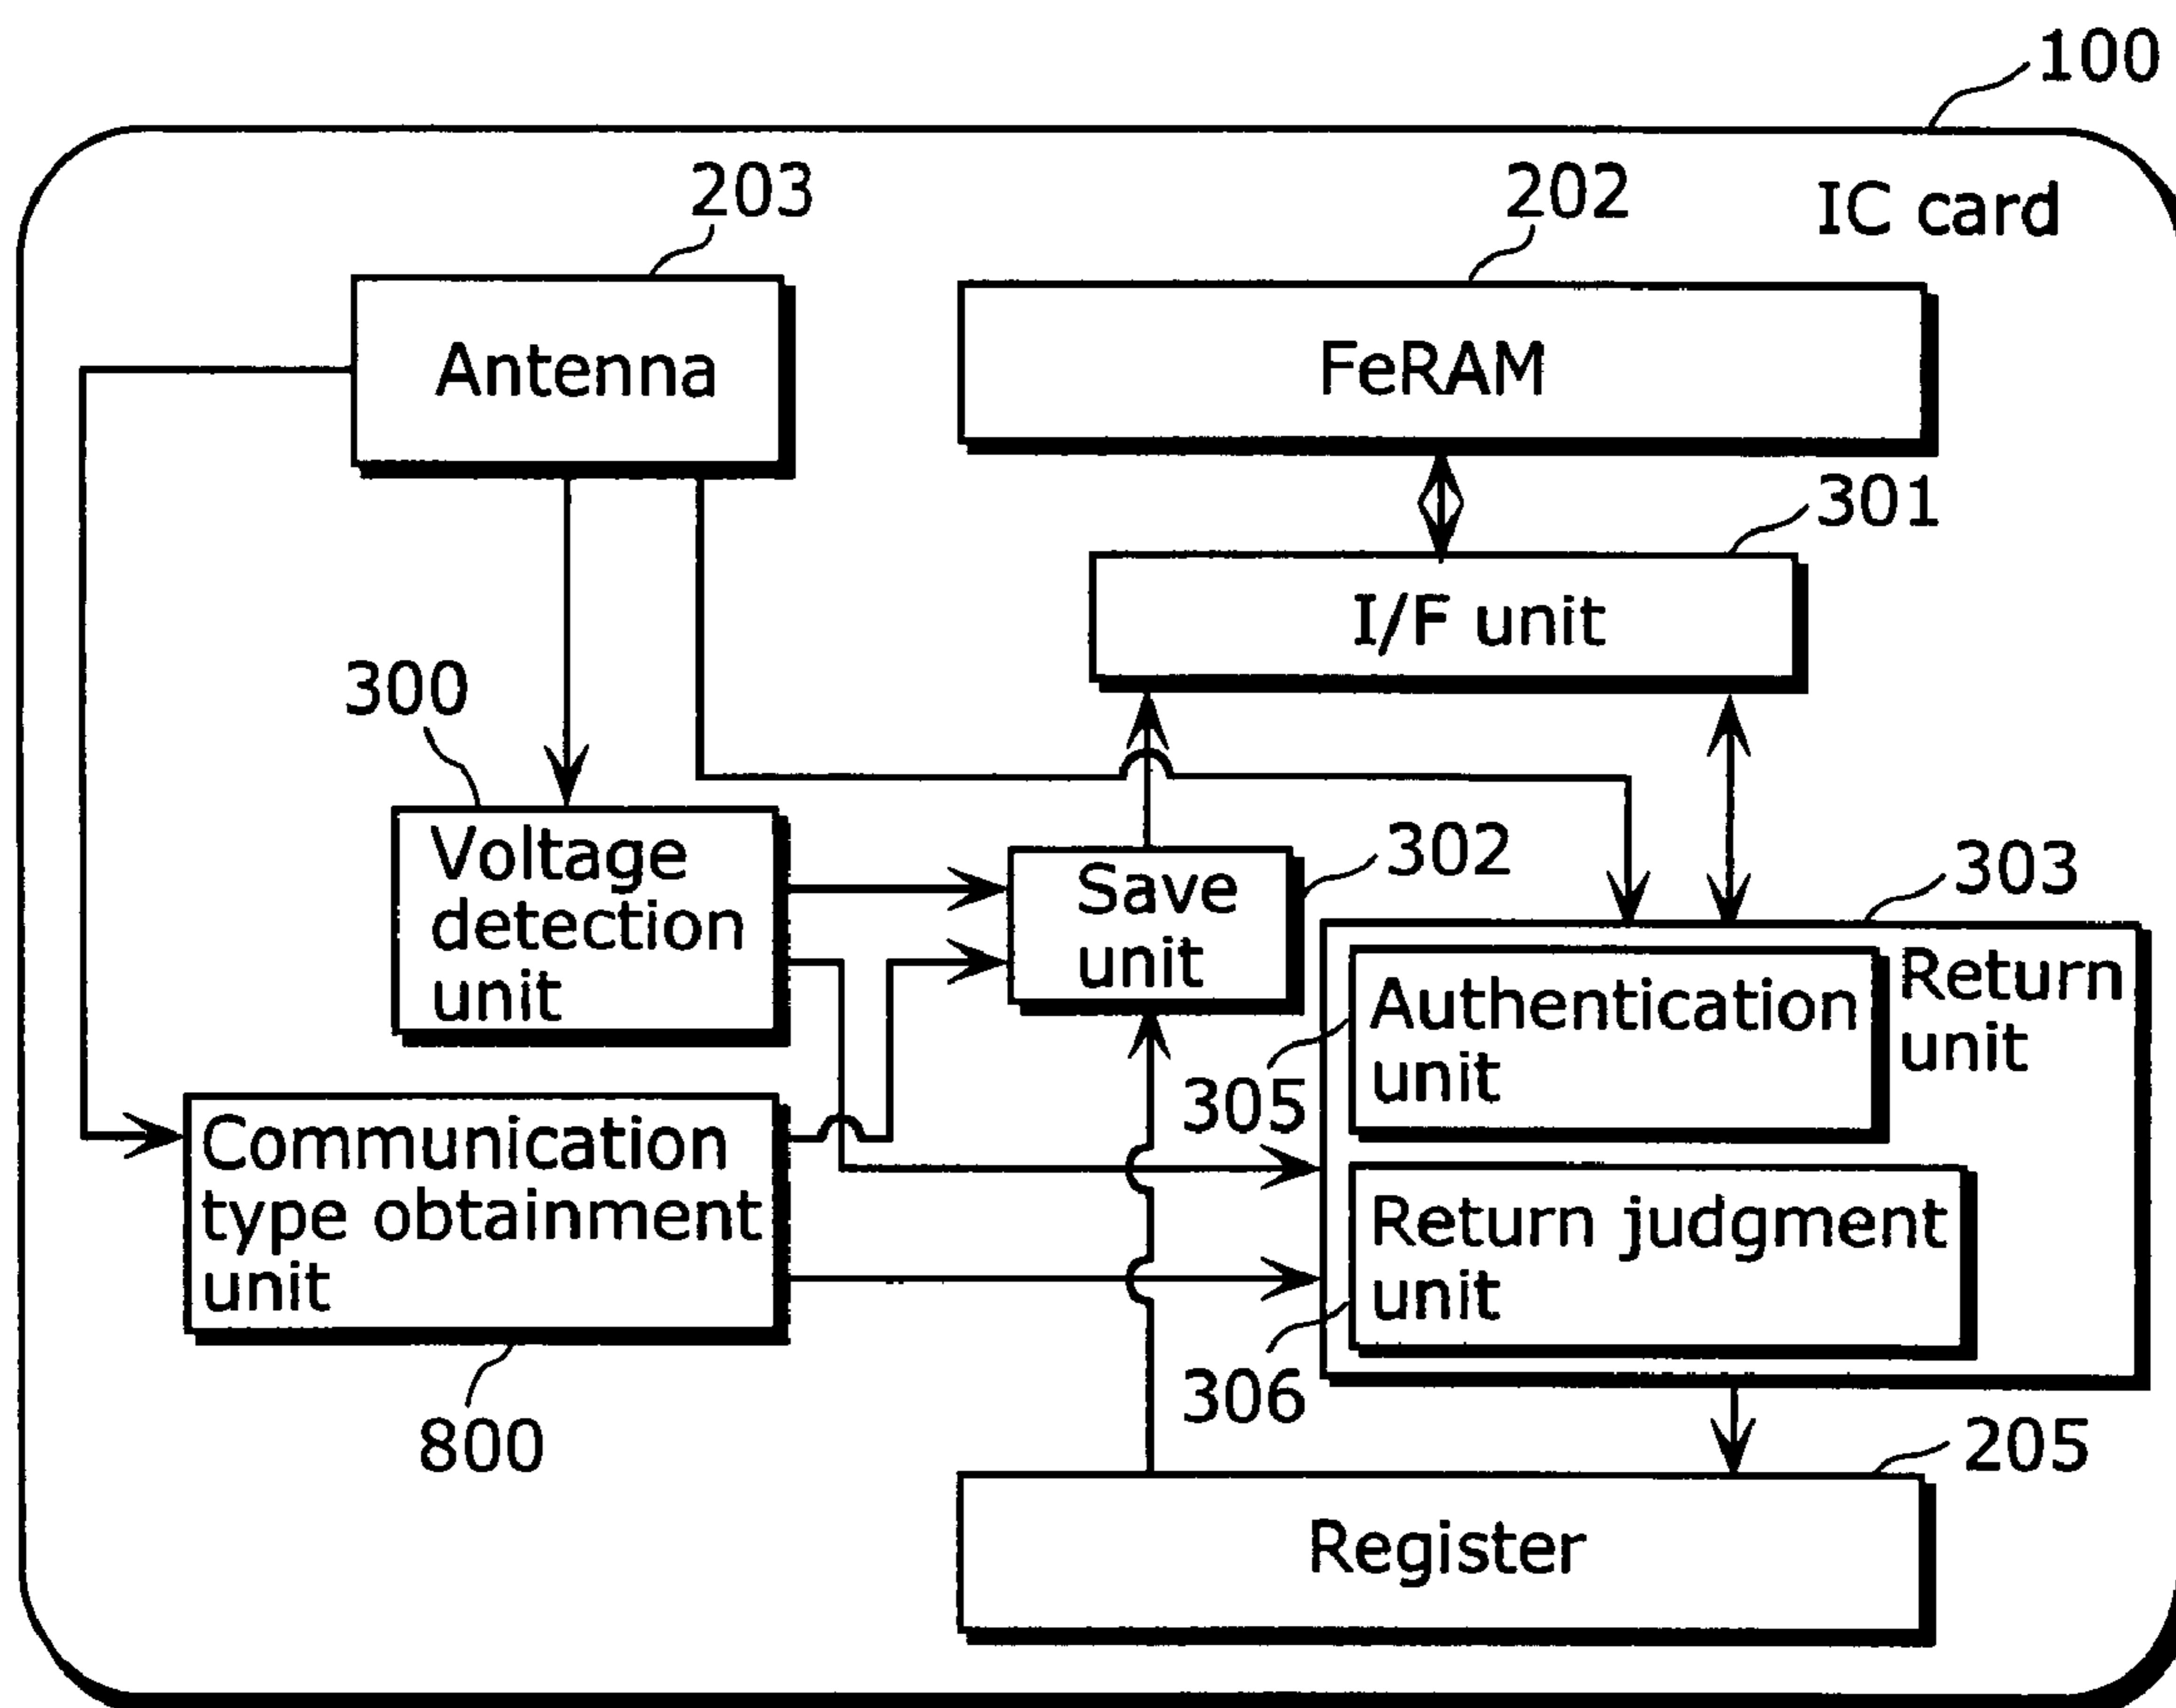 100
203
202
IC card
Antenna
FeRAM
301
I/F unit
300
Voltage
detection
unit
302
Save
unit
303
Return
unit
Authentication
unit
305
Communication
type obtainment
unit
Return judgment
unit
306
800
205
Register